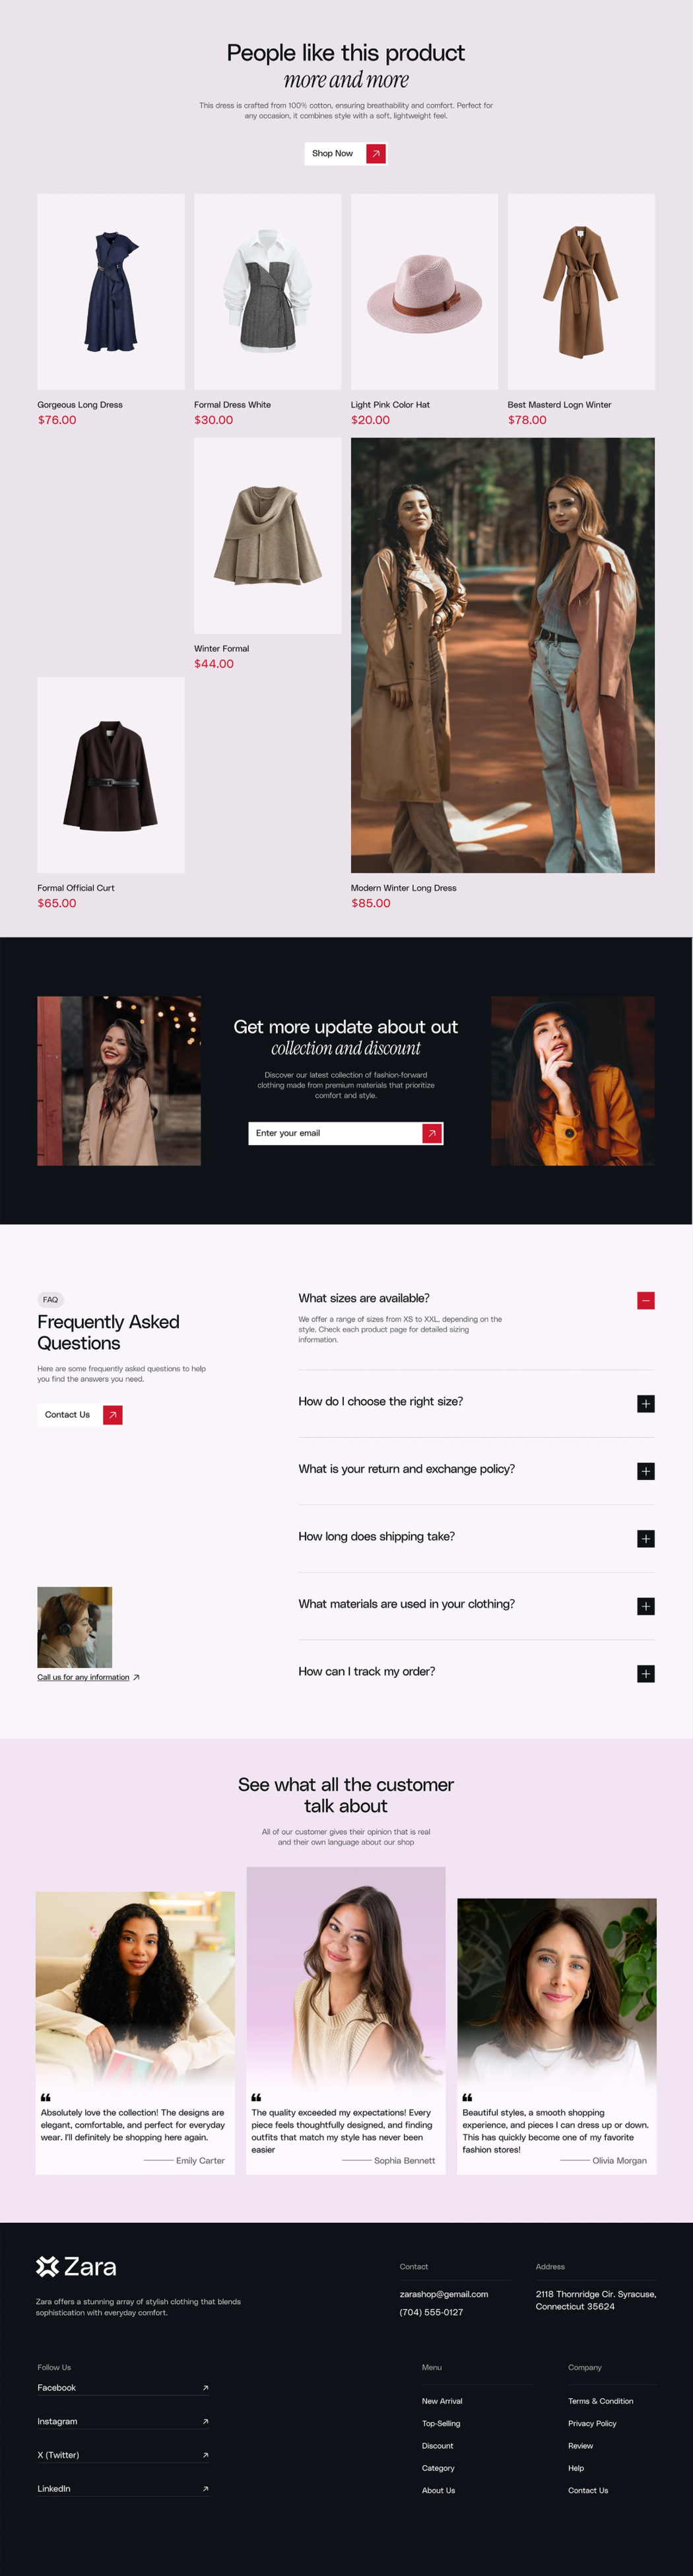 People like this product
more and more
This dress is crafted from 100% cotton, ensuring breathability and comfort. Perfect for
any occasion, it combines style with a soft, lightweight feel.
Shop Now
Gorgeous Long Dress
$76.00
Formal Dress White
$30.00
Light Pink Color Hat
$20.00
Best Masterd Logn Winter
$78.00
Winter Formal
$44.00
Formal Official Curt
$65.00
Modern Winter Long Dress
$85.00
Get more update about out
collection and discount
Discover our latest collection of fashion-forward
clothing made from premium materials that prioritize
comfort and style.
Enter your email
FAQ
Frequently Asked
Questions
Here are some frequently asked questions to help
you find the answers you need.
Contact Us
Call us for any information
What sizes are available?
We offer a range of sizes from XS to XXL, depending on the
style. Check each product page for detailed sizing
information.
How do I choose the right size?
What is your return and exchange policy?
How long does shipping take?
What materials are used in your clothing?
How can I track my order?
See what all the customer
talk about
All of our customer gives their opinion that is real
and their own language about our shop
Absolutely love the collection! The designs are
elegant, comfortable, and perfect for everyday
wear. I'll definitely be shopping here again.
Emily Carter
The quality exceeded my expectations! Every
piece feels thoughtfully designed, and finding
outfits that match my style has never been
easier
Sophia Bennett
Beautiful styles, a smooth shopping
experience, and pieces I can dress up or down.
This has quickly become one of my favorite
fashion stores!
Olivia Morgan
Zara
Zara offers a stunning array of stylish clothing that blends
sophistication with everyday comfort.
Contact
zarashop@gemail.com
(704) 555-0127
Address
2118 Thornridge Cir. Syracuse,
Connecticut 35624
Follow Us
Facebook
Instagram
X (Twitter)
LinkedIn
Menu
New Arrival
Top-Selling
Discount
Category
About Us
Company
Terms & Condition
Privacy Policy
Review
Help
Contact Us